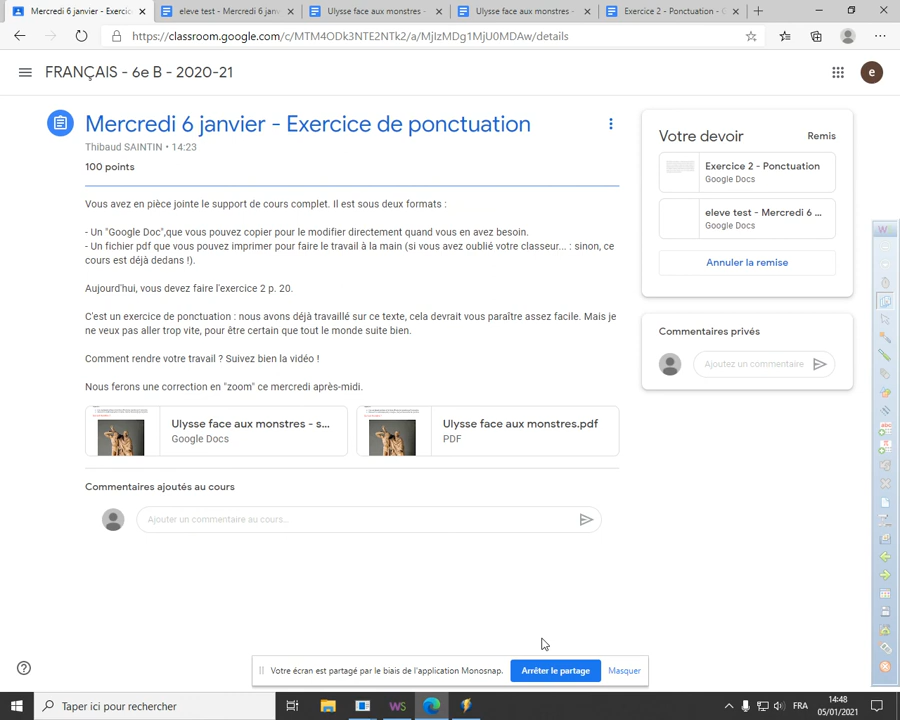 Mercredi 6 janvier - Exercic
eleve test - Mercredi 6 janv
Ulysse face aux monstres -
Ulysse face aux monstres -
Exercice 2 - Ponctuation - G
https://classroom.google.com/c/MTM4ODk3NTE2NTk2/a/MjIzMDg1MjU0MDAw/details
FRANÇAIS - 6e B - 2020-21
e
Mercredi 6 janvier - Exercice de ponctuation
Thibaud SAINTIN • 14:23
100 points
Vous avez en pièce jointe le support de cours complet. Il est sous deux formats :
- Un "Google Doc",que vous pouvez copier pour le modifier directement quand vous en avez besoin.
- Un fichier pdf que vous pouvez imprimer pour faire le travail à la main (si vous avez oublié votre classeur... : sinon, ce
cours est déjà dedans !).
Aujourd'hui, vous devez faire l'exercice 2 p. 20.
C'est un exercice de ponctuation : nous avons déjà travaillé sur ce texte, cela devrait vous paraître assez facile. Mais je
ne veux pas aller trop vite, pour être certain que tout le monde suite bien.
Comment rendre votre travail ? Suivez bien la vidéo !
Nous ferons une correction en "zoom" ce mercredi après-midi.
Ulysse face aux monstres - s...
Google Docs
Ulysse face aux monstres.pdf
PDF
Commentaires ajoutés au cours
Ajouter un commentaire au cours...
Votre devoir
Remis
Exercice 2 - Ponctuation
Google Docs
eleve test - Mercredi 6 ...
Google Docs
Annuler la remise
Commentaires privés
Ajoutez un commentaire
W
abc
Votre écran est partagé par le biais de l'application Monosnap.
Arrêter le partage
Masquer
Taper ici pour rechercher
WS
FRA
14:48
05/01/2021